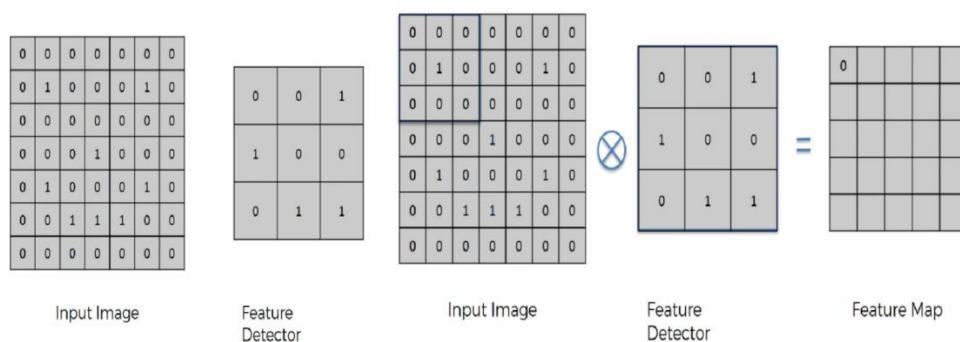 0 0 0 0 0 0 0
0 1 0 0 0 1 0
0 0 0 0 0 0 0
0 0 0 1 0 0 0
0 1 0 0 0 1 0
0 0 1 1 1 0 0
0 0 0 0 0 0 0
Input Image
0 0 1
1 0 0
0 1 1
Feature
Detector
0 0 0 0 0 0 0
0 1 0 0 0 1 0
0 0 0 0 0 0 0
0 0 0 1 0 0 0
0 1 0 0 0 1 0
0 0 1 1 1 0 0
0 0 0 0 0 0 0
Input Image
⊗
0 0 1
1 0 0
0 1 1
Feature
Detector
=
0
Feature Map